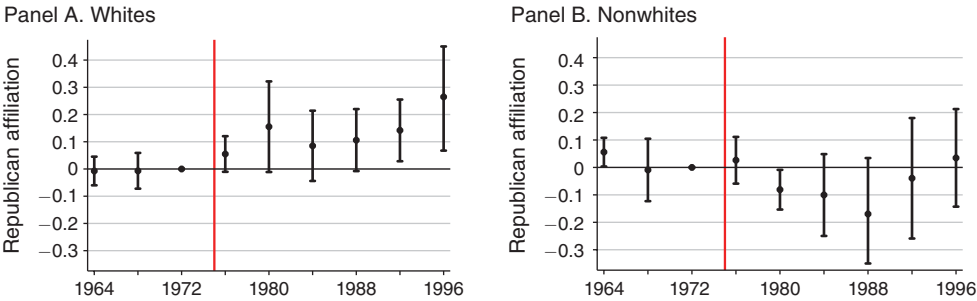 Panel A. Whites
Republican affiliation
0.4
0.3
0.2
0.1
0
−0.1
−0.2
−0.3
1964 1972 1980 1988 1996
Panel B. Nonwhites
Republican affiliation
0.4
0.3
0.2
0.1
0
−0.1
−0.2
−0.3
1964 1972 1980 1988 1996